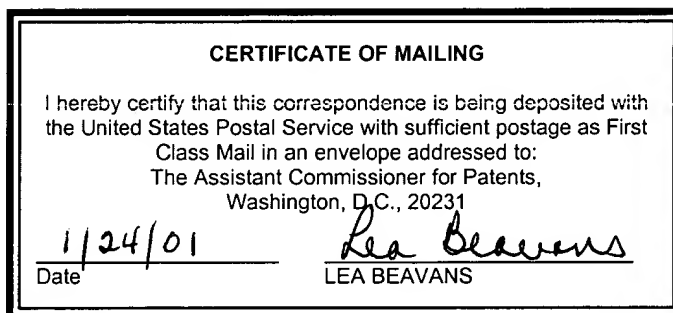 CERTIFICATE OF MAILING
I hereby certify that this correspondence is being deposited with
the United States Postal Service with sufficient postage as First
Class Mail in an envelope addressed to:
The Assistant Commissioner for Patents,
Washington, D.C., 20231
1/24/01 Lea Beavans
Date LEA BEAVANS